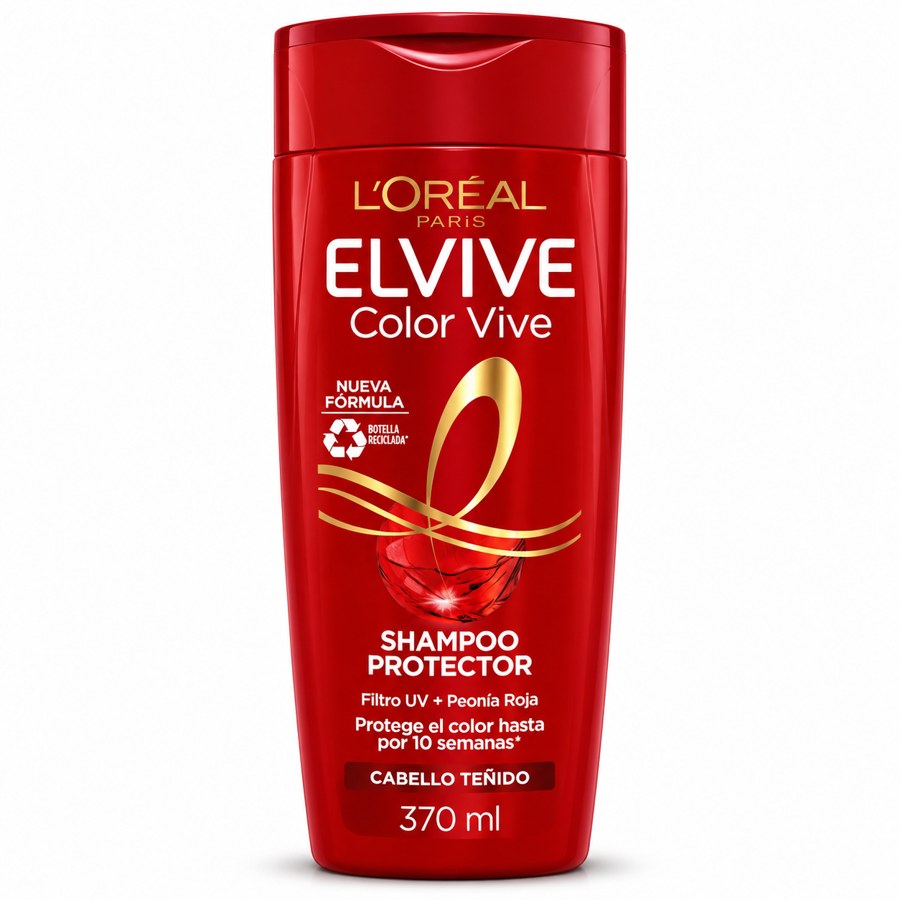 L'ORÉAL
PARIS
ELVIVE
Color Vive
NUEVA
FÓRMULA
BOTELLA
RECICLADA*
SHAMPOO
PROTECTOR
Filtro UV + Peonía Roja
Protege el color hasta
por 10 semanas*
CABELLO TEÑIDO
370 ml